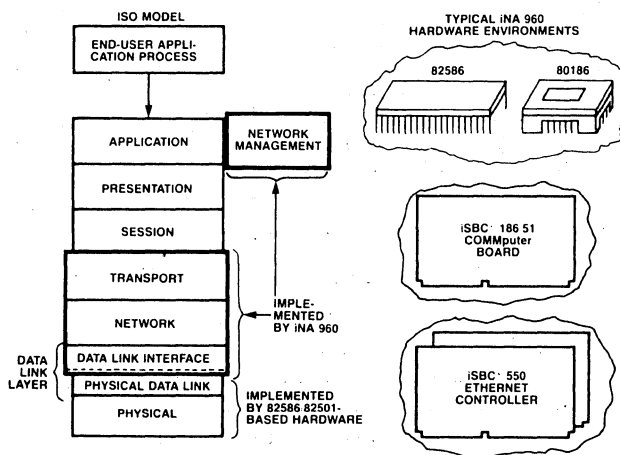 ISO MODEL
END-USER APPLI-
CATION PROCESS
APPLICATION
NETWORK
MANAGEMENT
PRESENTATION
SESSION
TRANSPORT
NETWORK
DATA LINK INTERFACE
PHYSICAL DATA LINK
PHYSICAL
DATA
LINK
LAYER
IMPLE-
MENTED
BY iNA 960
IMPLEMENTED
BY 82586/82501-
BASED HARDWARE
TYPICAL iNA 960
HARDWARE ENVIRONMENTS
82586
80186
iSBC 186 51
COMMputer
BOARD
iSBC 550
ETHERNET
CONTROLLER